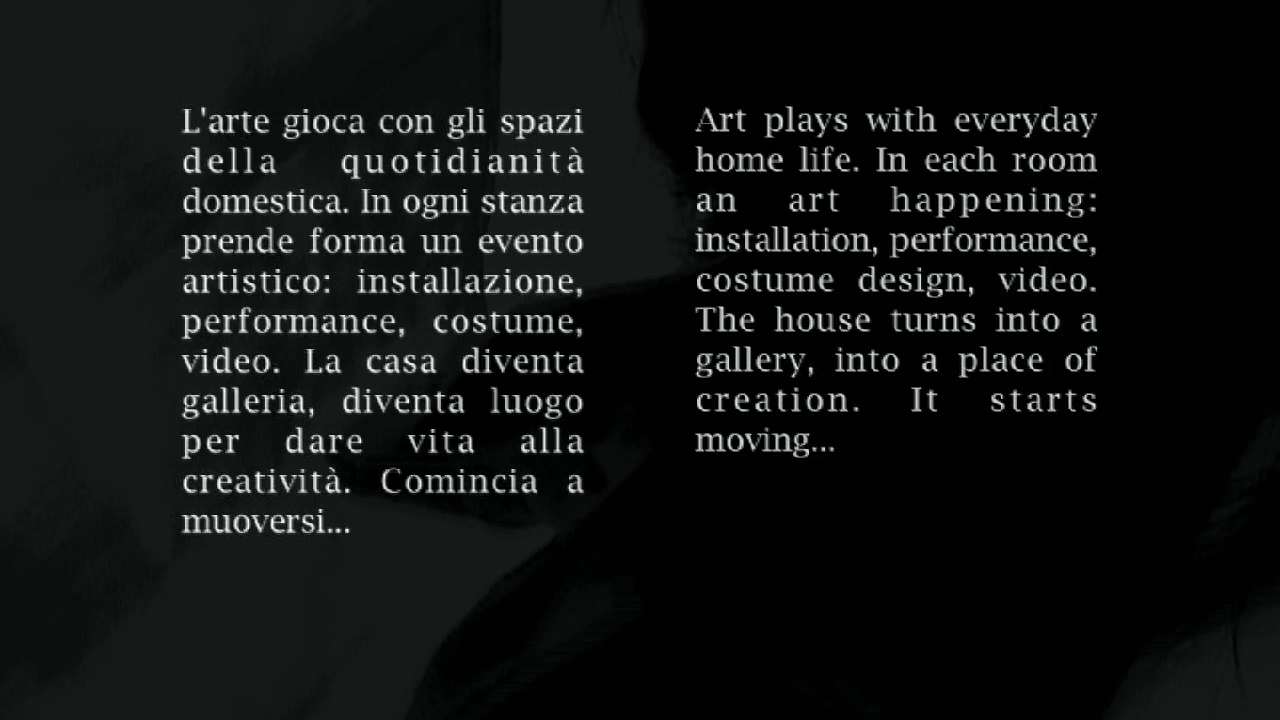 L'arte gioca con gli spazi
della quotidianità
domestica. In ogni stanza
prende forma un evento
artistico: installazione,
performance, costume,
video. La casa diventa
galleria, diventa luogo
per dare vita alla
creatività. Comincia a
muoversi...
Art plays with everyday
home life. In each room
an art happening:
installation, performance,
costume design, video.
The house turns into a
gallery, into a place of
creation. It starts
moving...